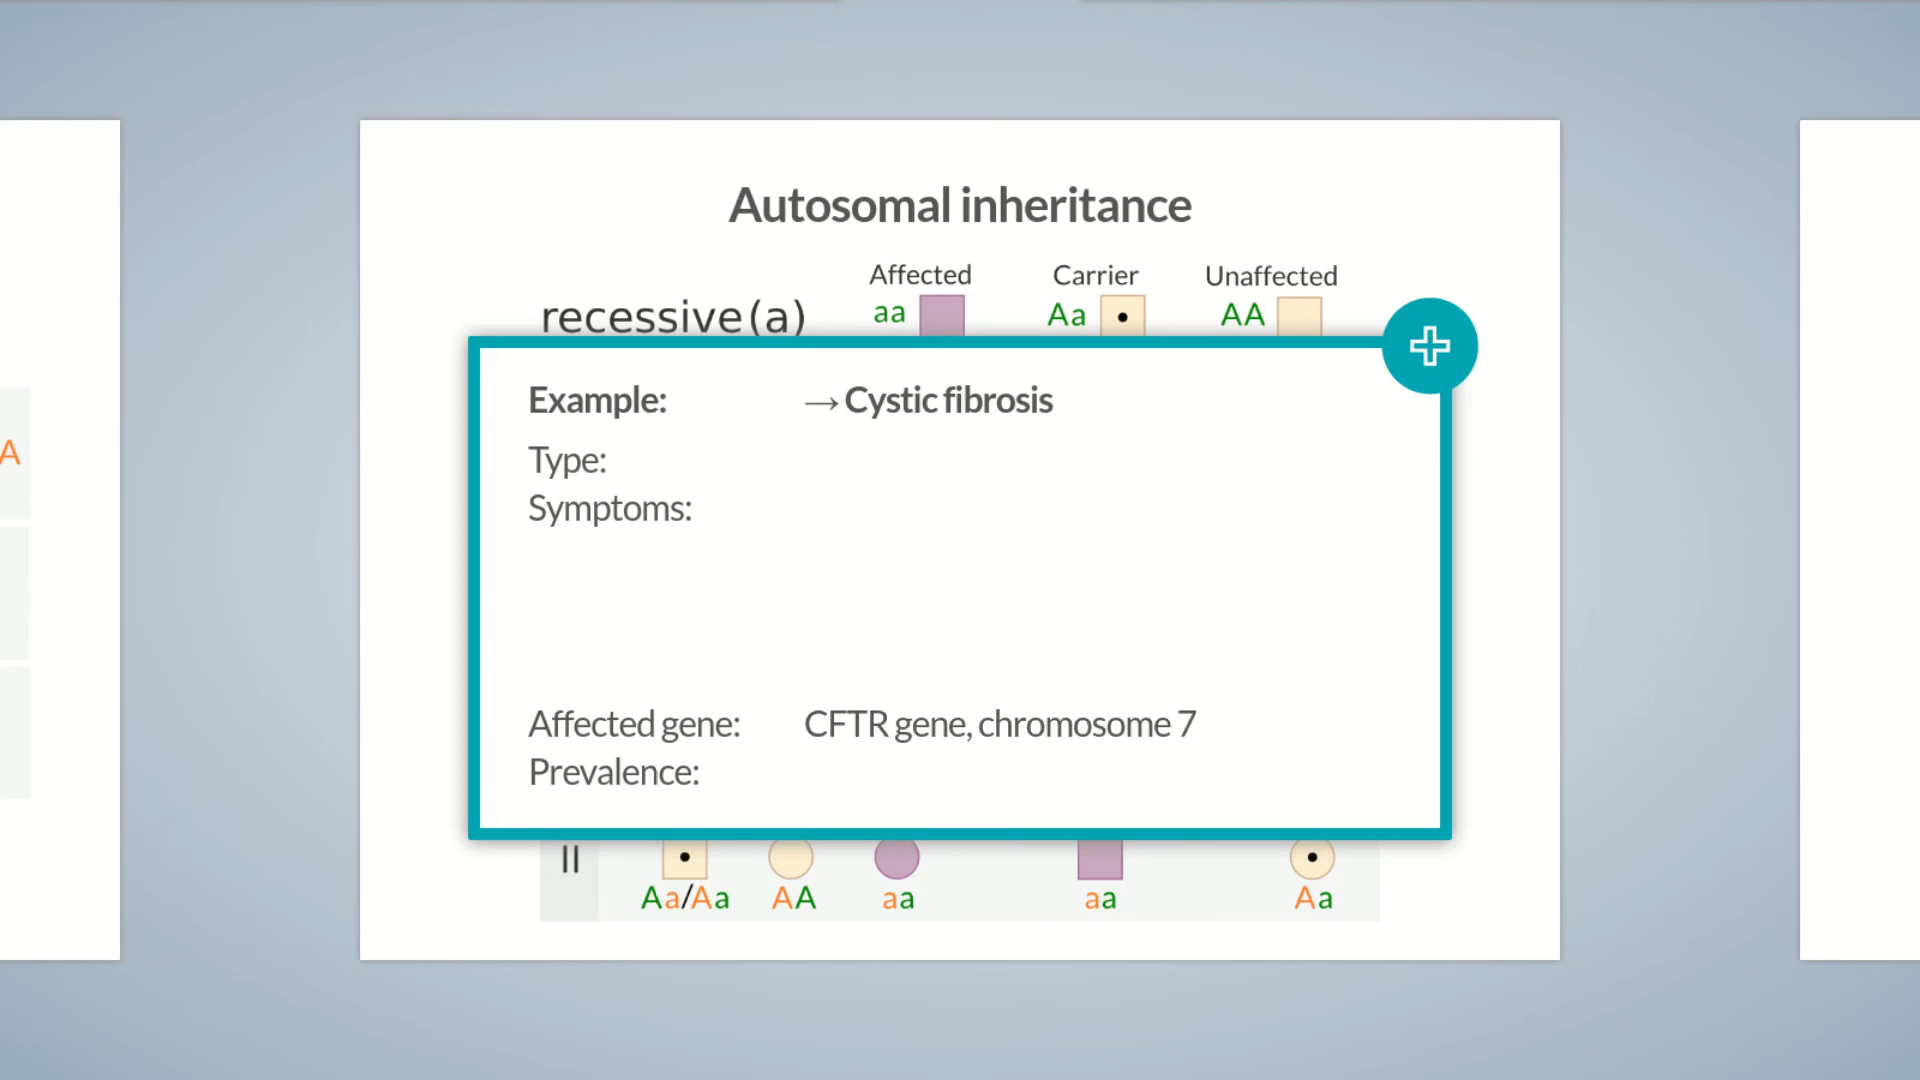 Autosomal inheritance
Affected Carrier Unaffected
recessive(a) aa Aa AA
Example: → Cystic fibrosis
Type:
Symptoms:
A
Affected gene: CFTR gene, chromosome 7
Prevalence:
II
Aa/Aa AA aa aa Aa